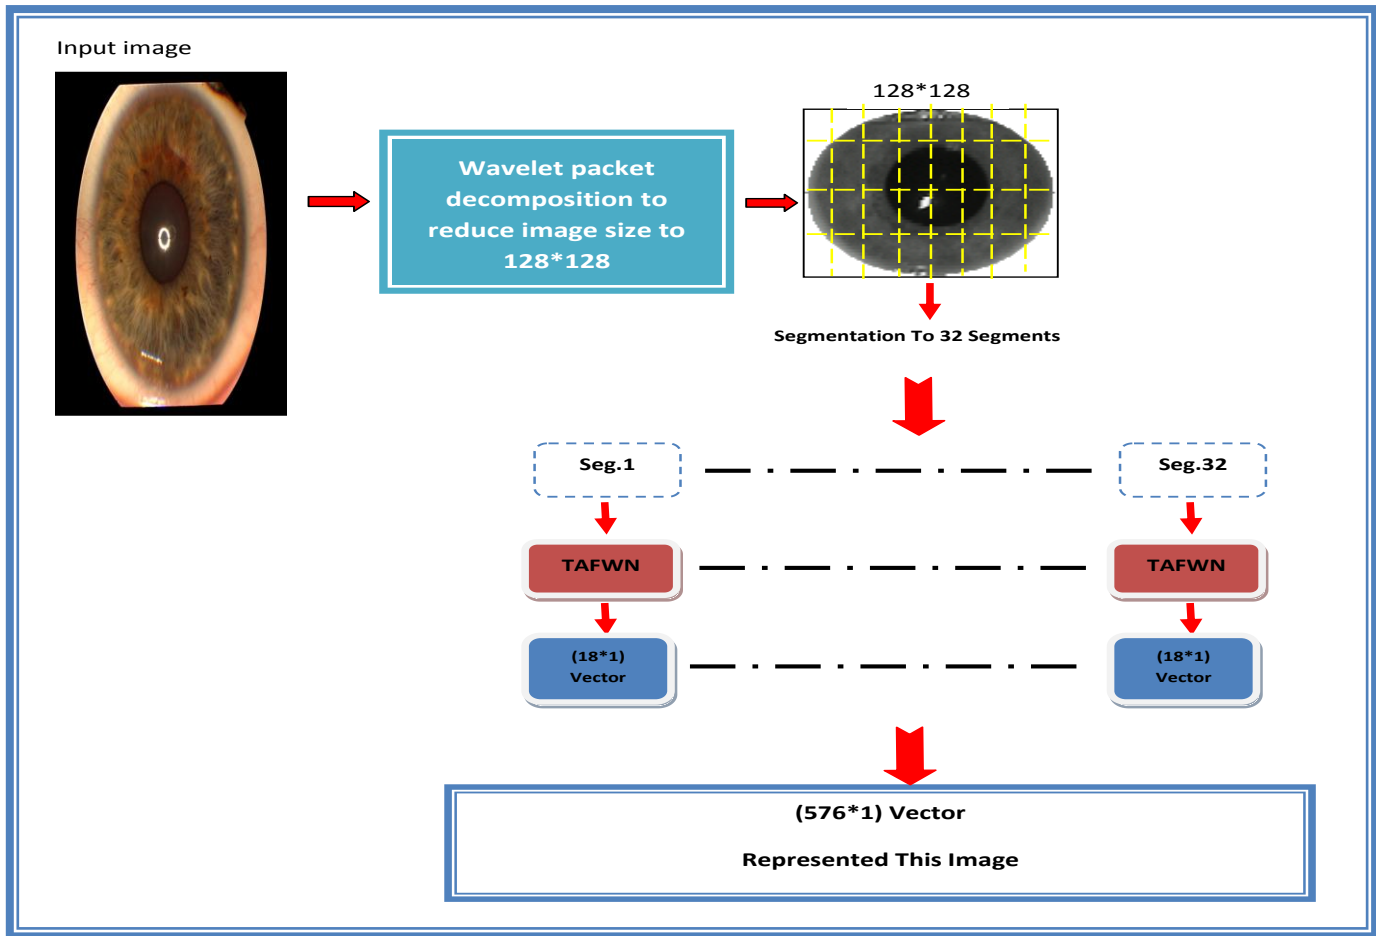 Input image
128*128
Wavelet packet
decomposition to
reduce image size to
128*128
Segmentation To 32 Segments
Seg.1
Seg.32
TAFWN
TAFWN
(18*1)
Vector
(18*1)
Vector
(576*1) Vector
Represented This Image